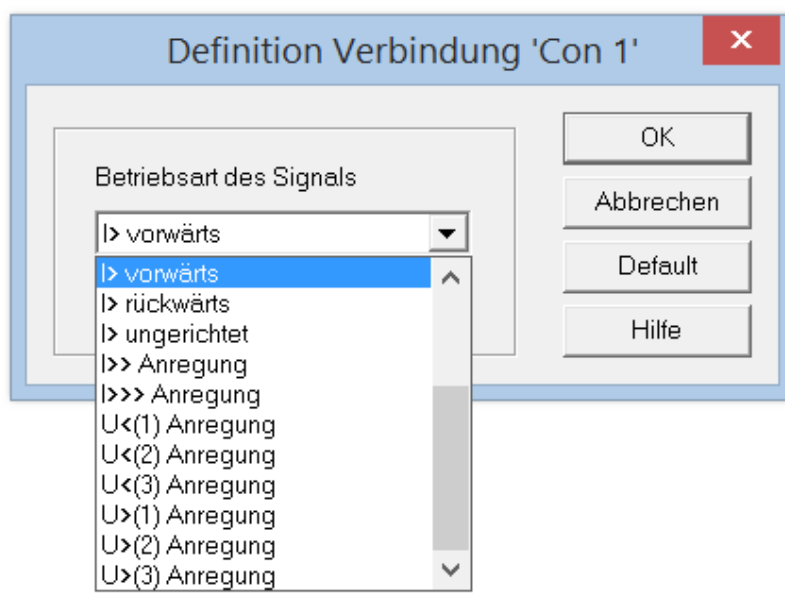 Definition Verbindung 'Con 1'
OK
Betriebsart des Signals
Abbrechen
I> vorwärts
Default
I> vorwärts
I> rückwärts
Hilfe
I> ungerichtet
I>> Anregung
I>>> Anregung
U<(1) Anregung
U<(2) Anregung
U<(3) Anregung
U>(1) Anregung
U>(2) Anregung
U>(3) Anregung